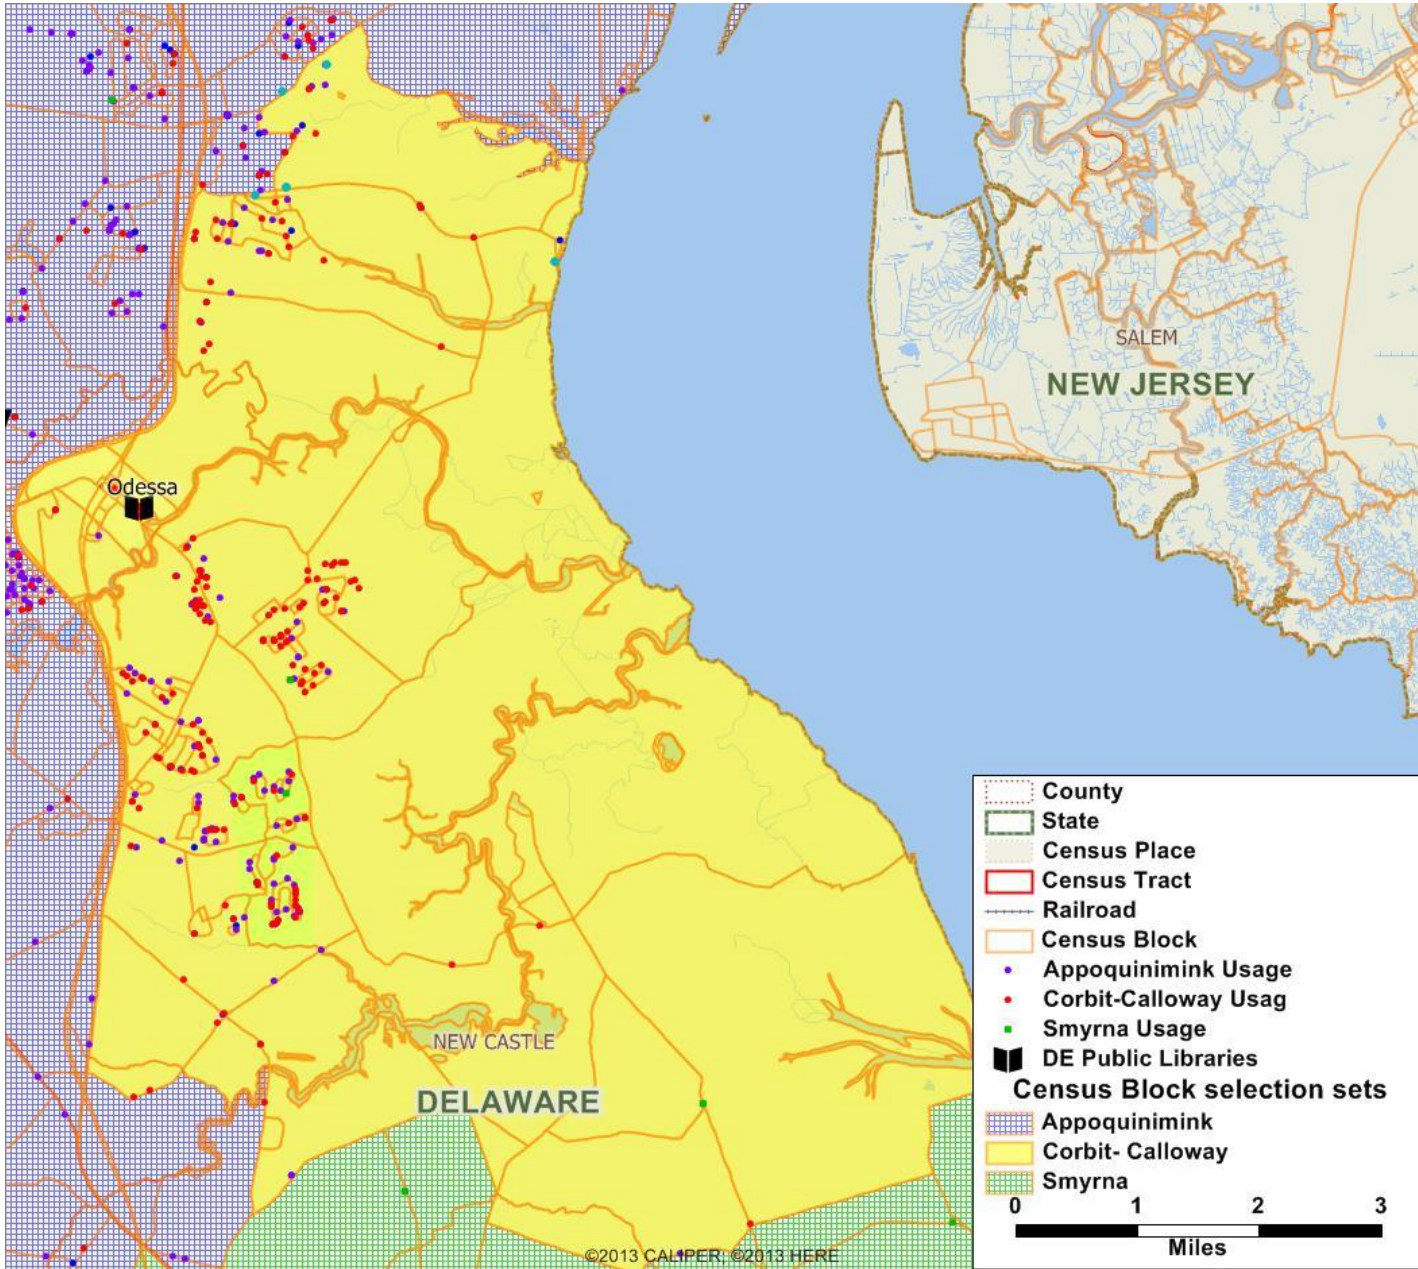 SALEM
NEW JERSEY
Odessa
NEW CASTLE
DELAWARE
©2013 CALIPER; ©2013 HERE
County
State
Census Place
Census Tract
Railroad
Census Block
Appoquinimink Usage
Corbit-Calloway Usag
Smyrna Usage
DE Public Libraries
Census Block selection sets
Appoquinimink
Corbit- Calloway
Smyrna
0 1 2 3
Miles